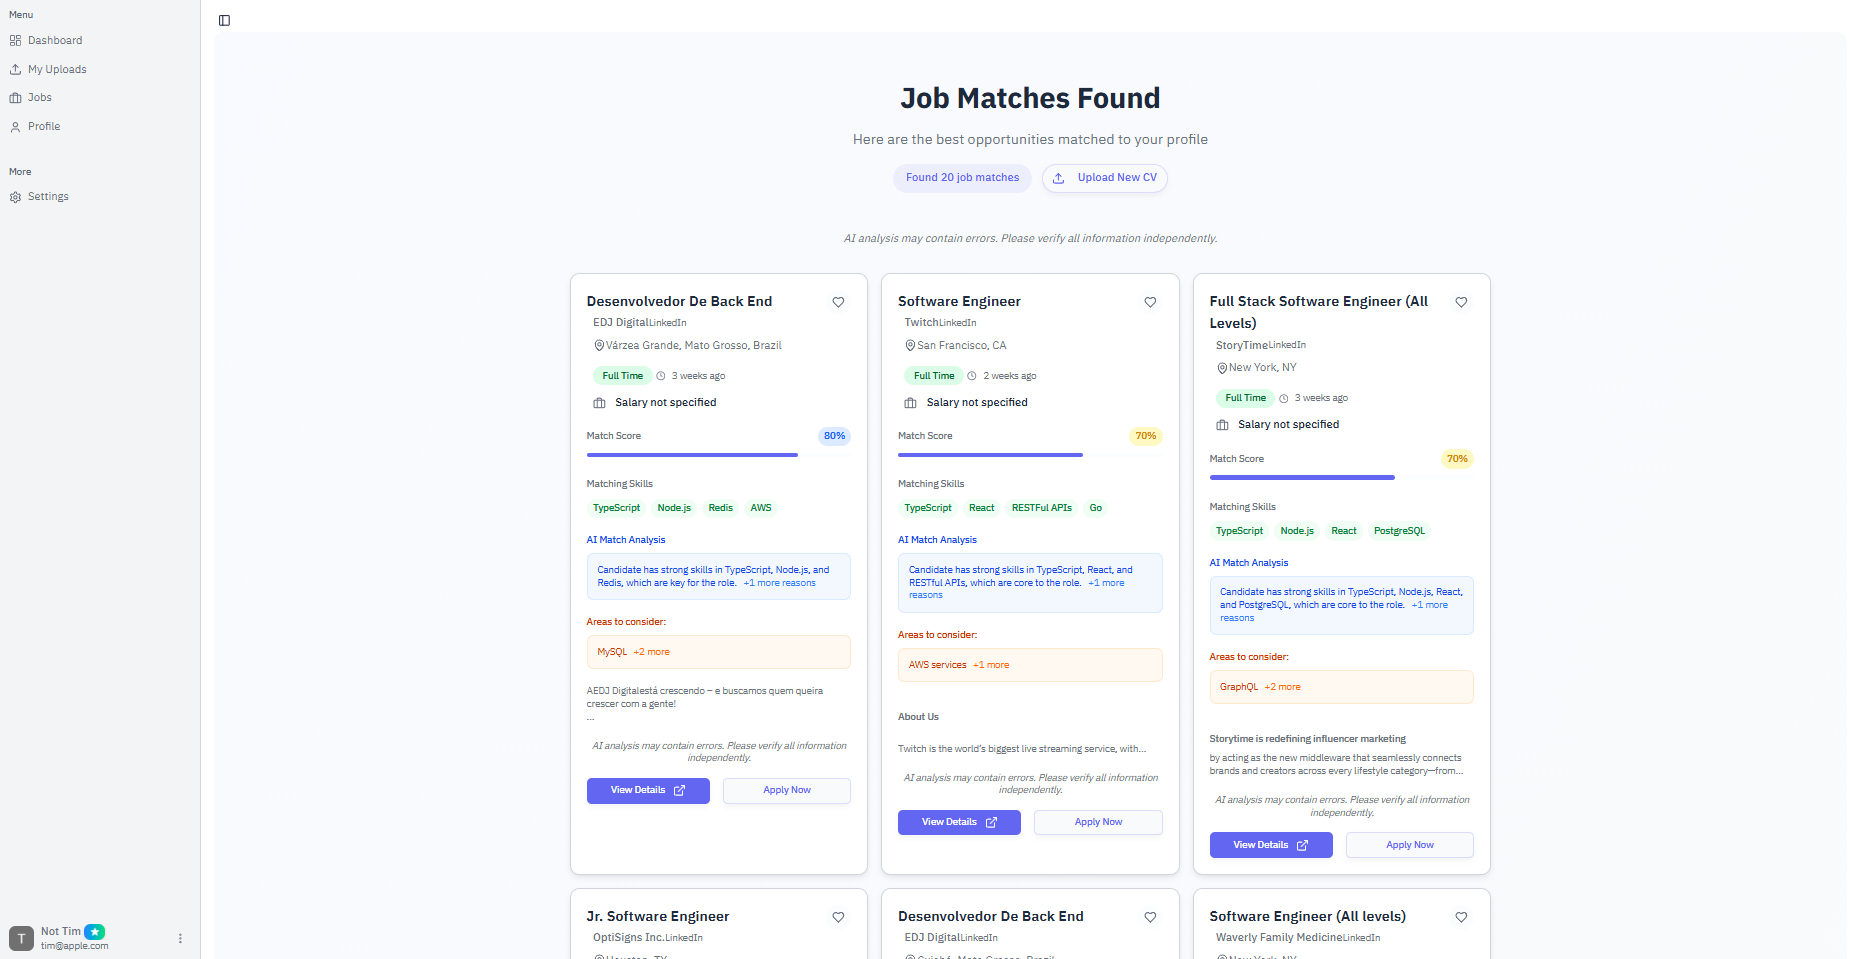 Menu
Dashboard
My Uploads
Jobs
Profile
More
Settings
Not Tim
T
tim@apple.com
Job Matches Found
Here are the best opportunities matched to your profile
Found 20 job matches
Upload New CV
AI analysis may contain errors. Please verify all information independently.
Desenvolvedor De Back End
EDJ DigitalLinkedIn
Várzea Grande, Mato Grosso, Brazil
Full Time 3 weeks ago
Salary not specified
Match Score 80%
Matching Skills
TypeScript Node.js Redis AWS
AI Match Analysis
Candidate has strong skills in TypeScript, Node.js, and
Redis, which are key for the role. +1 more reasons
Areas to consider:
MySQL +2 more
AEDJ Digitalestá crescendo – e buscamos quem queira
crescer com a gente!
...
AI analysis may contain errors. Please verify all information
independently.
View Details Apply Now
Software Engineer
TwitchLinkedIn
San Francisco, CA
Full Time 2 weeks ago
Salary not specified
Match Score 70%
Matching Skills
TypeScript React RESTFul APIs Go
AI Match Analysis
Candidate has strong skills in TypeScript, React, and
RESTful APIs, which are core to the role. +1 more
reasons
Areas to consider:
AWS services +1 more
About Us
Twitch is the world's biggest live streaming service, with...
AI analysis may contain errors. Please verify all information
independently.
View Details Apply Now
Full Stack Software Engineer (All
Levels)
StoryTimeLinkedIn
New York, NY
Full Time 3 weeks ago
Salary not specified
Match Score 70%
Matching Skills
TypeScript Node.js React PostgreSQL
AI Match Analysis
Candidate has strong skills in TypeScript, Node.js, React,
and PostgreSQL, which are core to the role. +1 more
reasons
Areas to consider:
GraphQL +2 more
Storytime is redefining influencer marketing
by acting as the new middleware that seamlessly connects
brands and creators across every lifestyle category—from...
AI analysis may contain errors. Please verify all information
independently.
View Details Apply Now
Jr. Software Engineer
OptiSigns Inc.LinkedIn
Houston, TX
Desenvolvedor De Back End
EDJ DigitalLinkedIn
Cuiabá, Mato Grosso, Brazil
Software Engineer (All levels)
Waverly Family MedicineLinkedIn
New York, NY